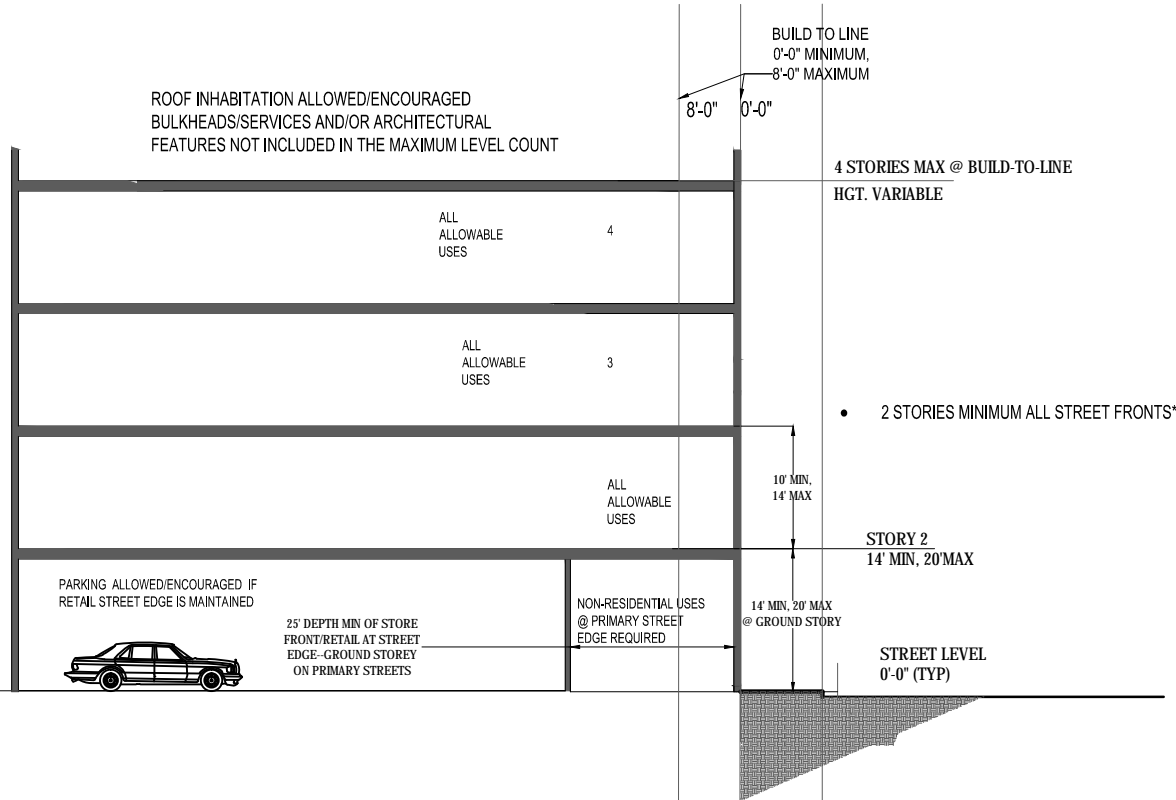 BUILD TO LINE
0'-0" MINIMUM,
8'-0" MAXIMUM
8'-0"
0'-0"
ROOF INHABITATION ALLOWED/ENCOURAGED
BULKHEADS/SERVICES AND/OR ARCHITECTURAL
FEATURES NOT INCLUDED IN THE MAXIMUM LEVEL COUNT
4 STORIES MAX @ BUILD-TO-LINE
HGT. VARIABLE
ALL
ALLOWABLE
USES
4
ALL
ALLOWABLE
USES
3
• 2 STORIES MINIMUM ALL STREET FRONTS*
ALL
ALLOWABLE
USES
10' MIN,
14' MAX
STORY 2
14' MIN, 20'MAX
PARKING ALLOWED/ENCOURAGED IF
RETAIL STREET EDGE IS MAINTAINED
25' DEPTH MIN OF STORE
FRONT/RETAIL AT STREET
EDGE--GROUND STOREY
ON PRIMARY STREETS
NON-RESIDENTIAL USES
@ PRIMARY STREET
EDGE REQUIRED
14' MIN, 20' MAX
@ GROUND STORY
STREET LEVEL
0'-0" (TYP)